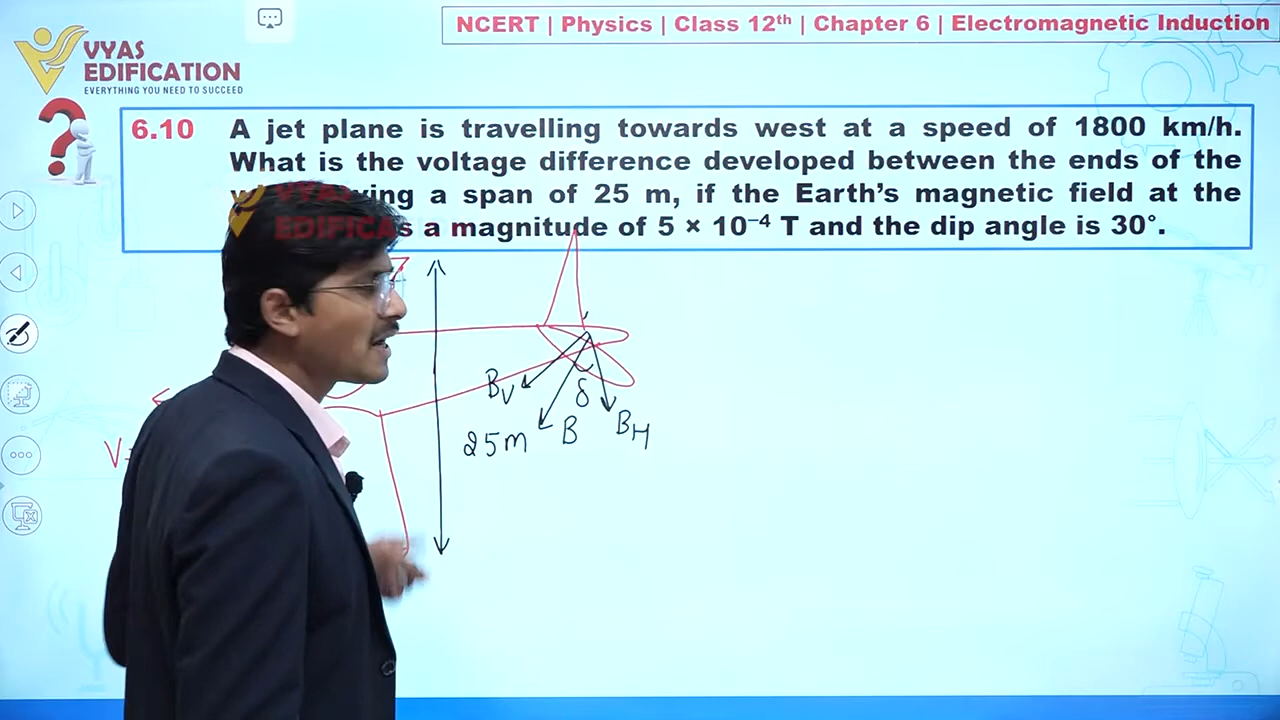 NCERT | Physics | Class 12th | Chapter 6 | Electromagnetic Induction
VYAS
EDIFICATION
EVERYTHING YOU NEED TO SUCCEED
6.10 A jet plane is travelling towards west at a speed of 1800 km/h.
What is the voltage difference developed between the ends of the
a span of 25 m, if the Earth's magnetic field at the
a magnitude of 5 × 10⁻⁴ T and the dip angle is 30°.
VYAS
EDIFICA
Bv
δ
25m
B
BH
V=